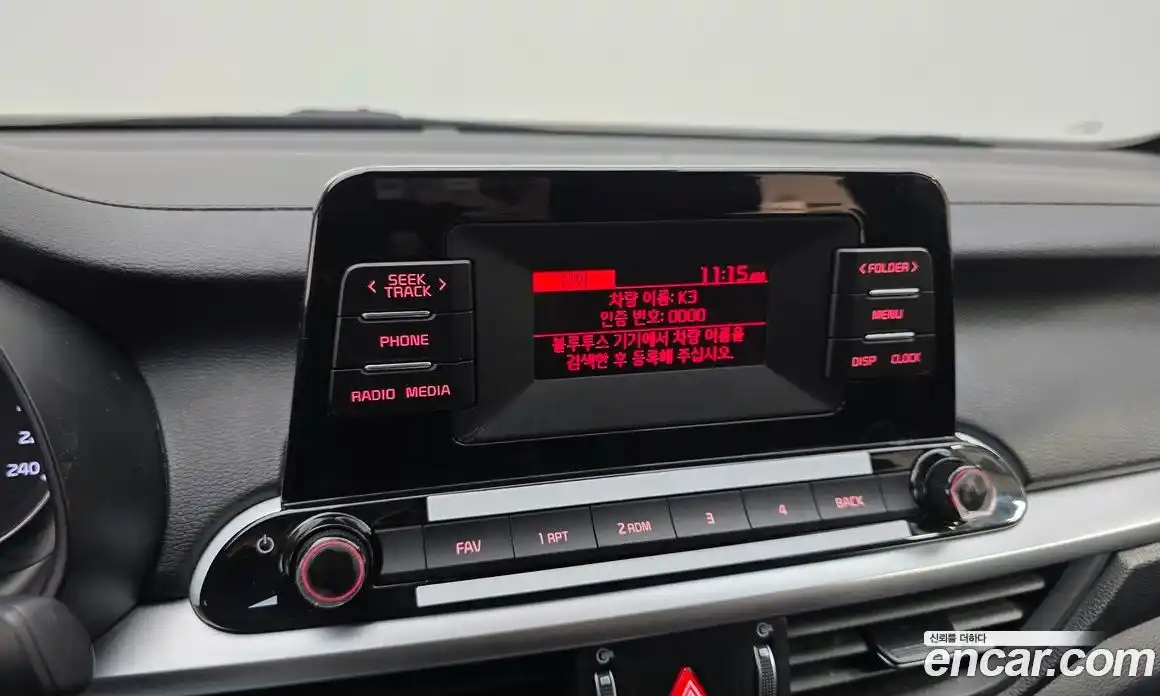 < SEEK >
TRACK
PHONE
RADIO MEDIA
11:15 AM
차량 이름: K3
인증 번호: 0000
블루투스 기기에서 차량 이름을
검색한 후 등록해 주십시오.
< FOLDER >
MENU
DISP CLOCK
FAV
1 RPT
2 RDM
3
4
BACK
240
신뢰를 더하다
encar.com